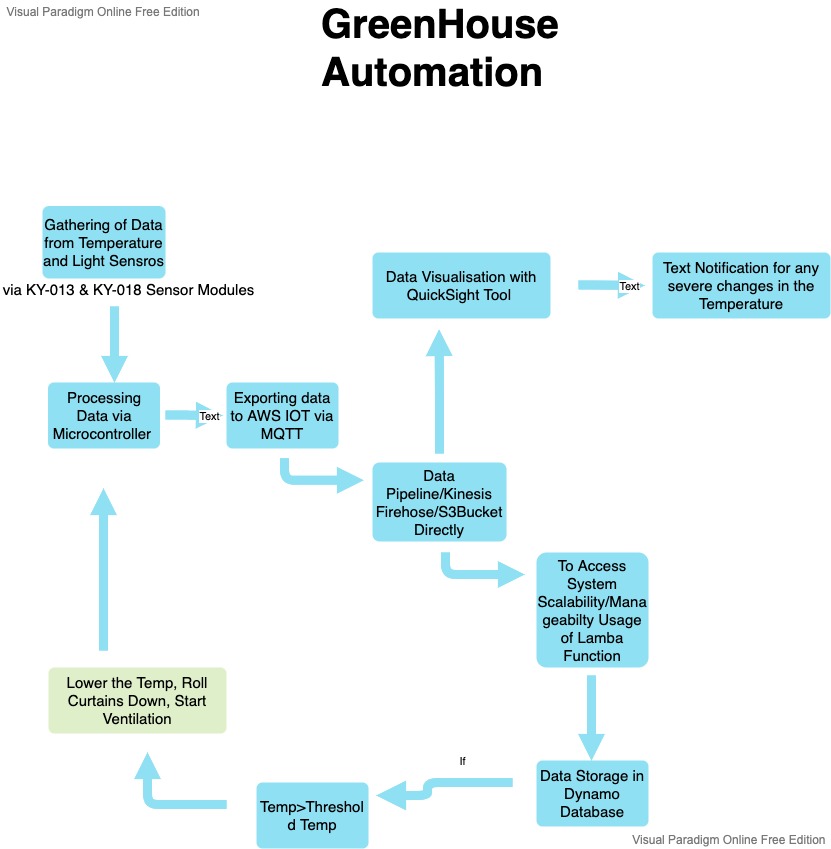 Visual Paradigm Online Free Edition
GreenHouse
Automation
Gathering of Data
from Temperature
and Light Sensros
via KY-013 & KY-018 Sensor Modules
Data Visualisation with
QuickSight Tool
Text
Text Notification for any
severe changes in the
Temperature
Processing
Data via
Microcontroller
Text
Exporting data
to AWS IOT via
MQTT
Data
Pipeline/Kinesis
Firehose/S3Bucket
Directly
To Access
System
Scalability/Mana
geabilty Usage
of Lamba
Function
Lower the Temp, Roll
Curtains Down, Start
Ventilation
If
Data Storage in
Dynamo
Database
Temp>Threshol
d Temp
Visual Paradigm Online Free Edition